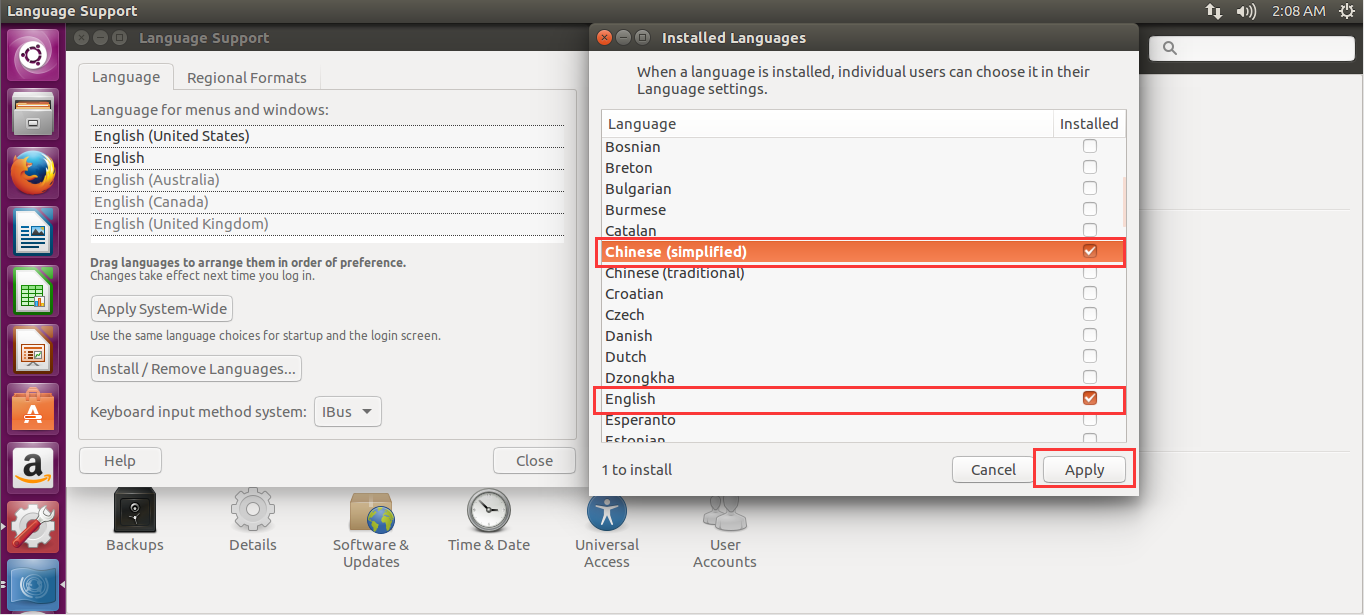 Language Support
2:08 AM
Language Support
Language
Regional Formats
Language for menus and windows:
English (United States)
English
English (Australia)
English (Canada)
English (United Kingdom)
Drag languages to arrange them in order of preference.
Changes take effect next time you log in.
Apply System-Wide
Use the same language choices for startup and the login screen.
Install / Remove Languages...
Keyboard input method system: IBus
Help
Close
Installed Languages
When a language is installed, individual users can choose it in their
Language settings.
Language Installed
Bosnian
Breton
Bulgarian
Burmese
Catalan
Chinese (simplified)
Chinese (traditional)
Croatian
Czech
Danish
Dutch
Dzongkha
English
Esperanto
Estonian
1 to install
Cancel
Apply
Backups
Details
Software &
Updates
Time & Date
Universal
Access
User
Accounts